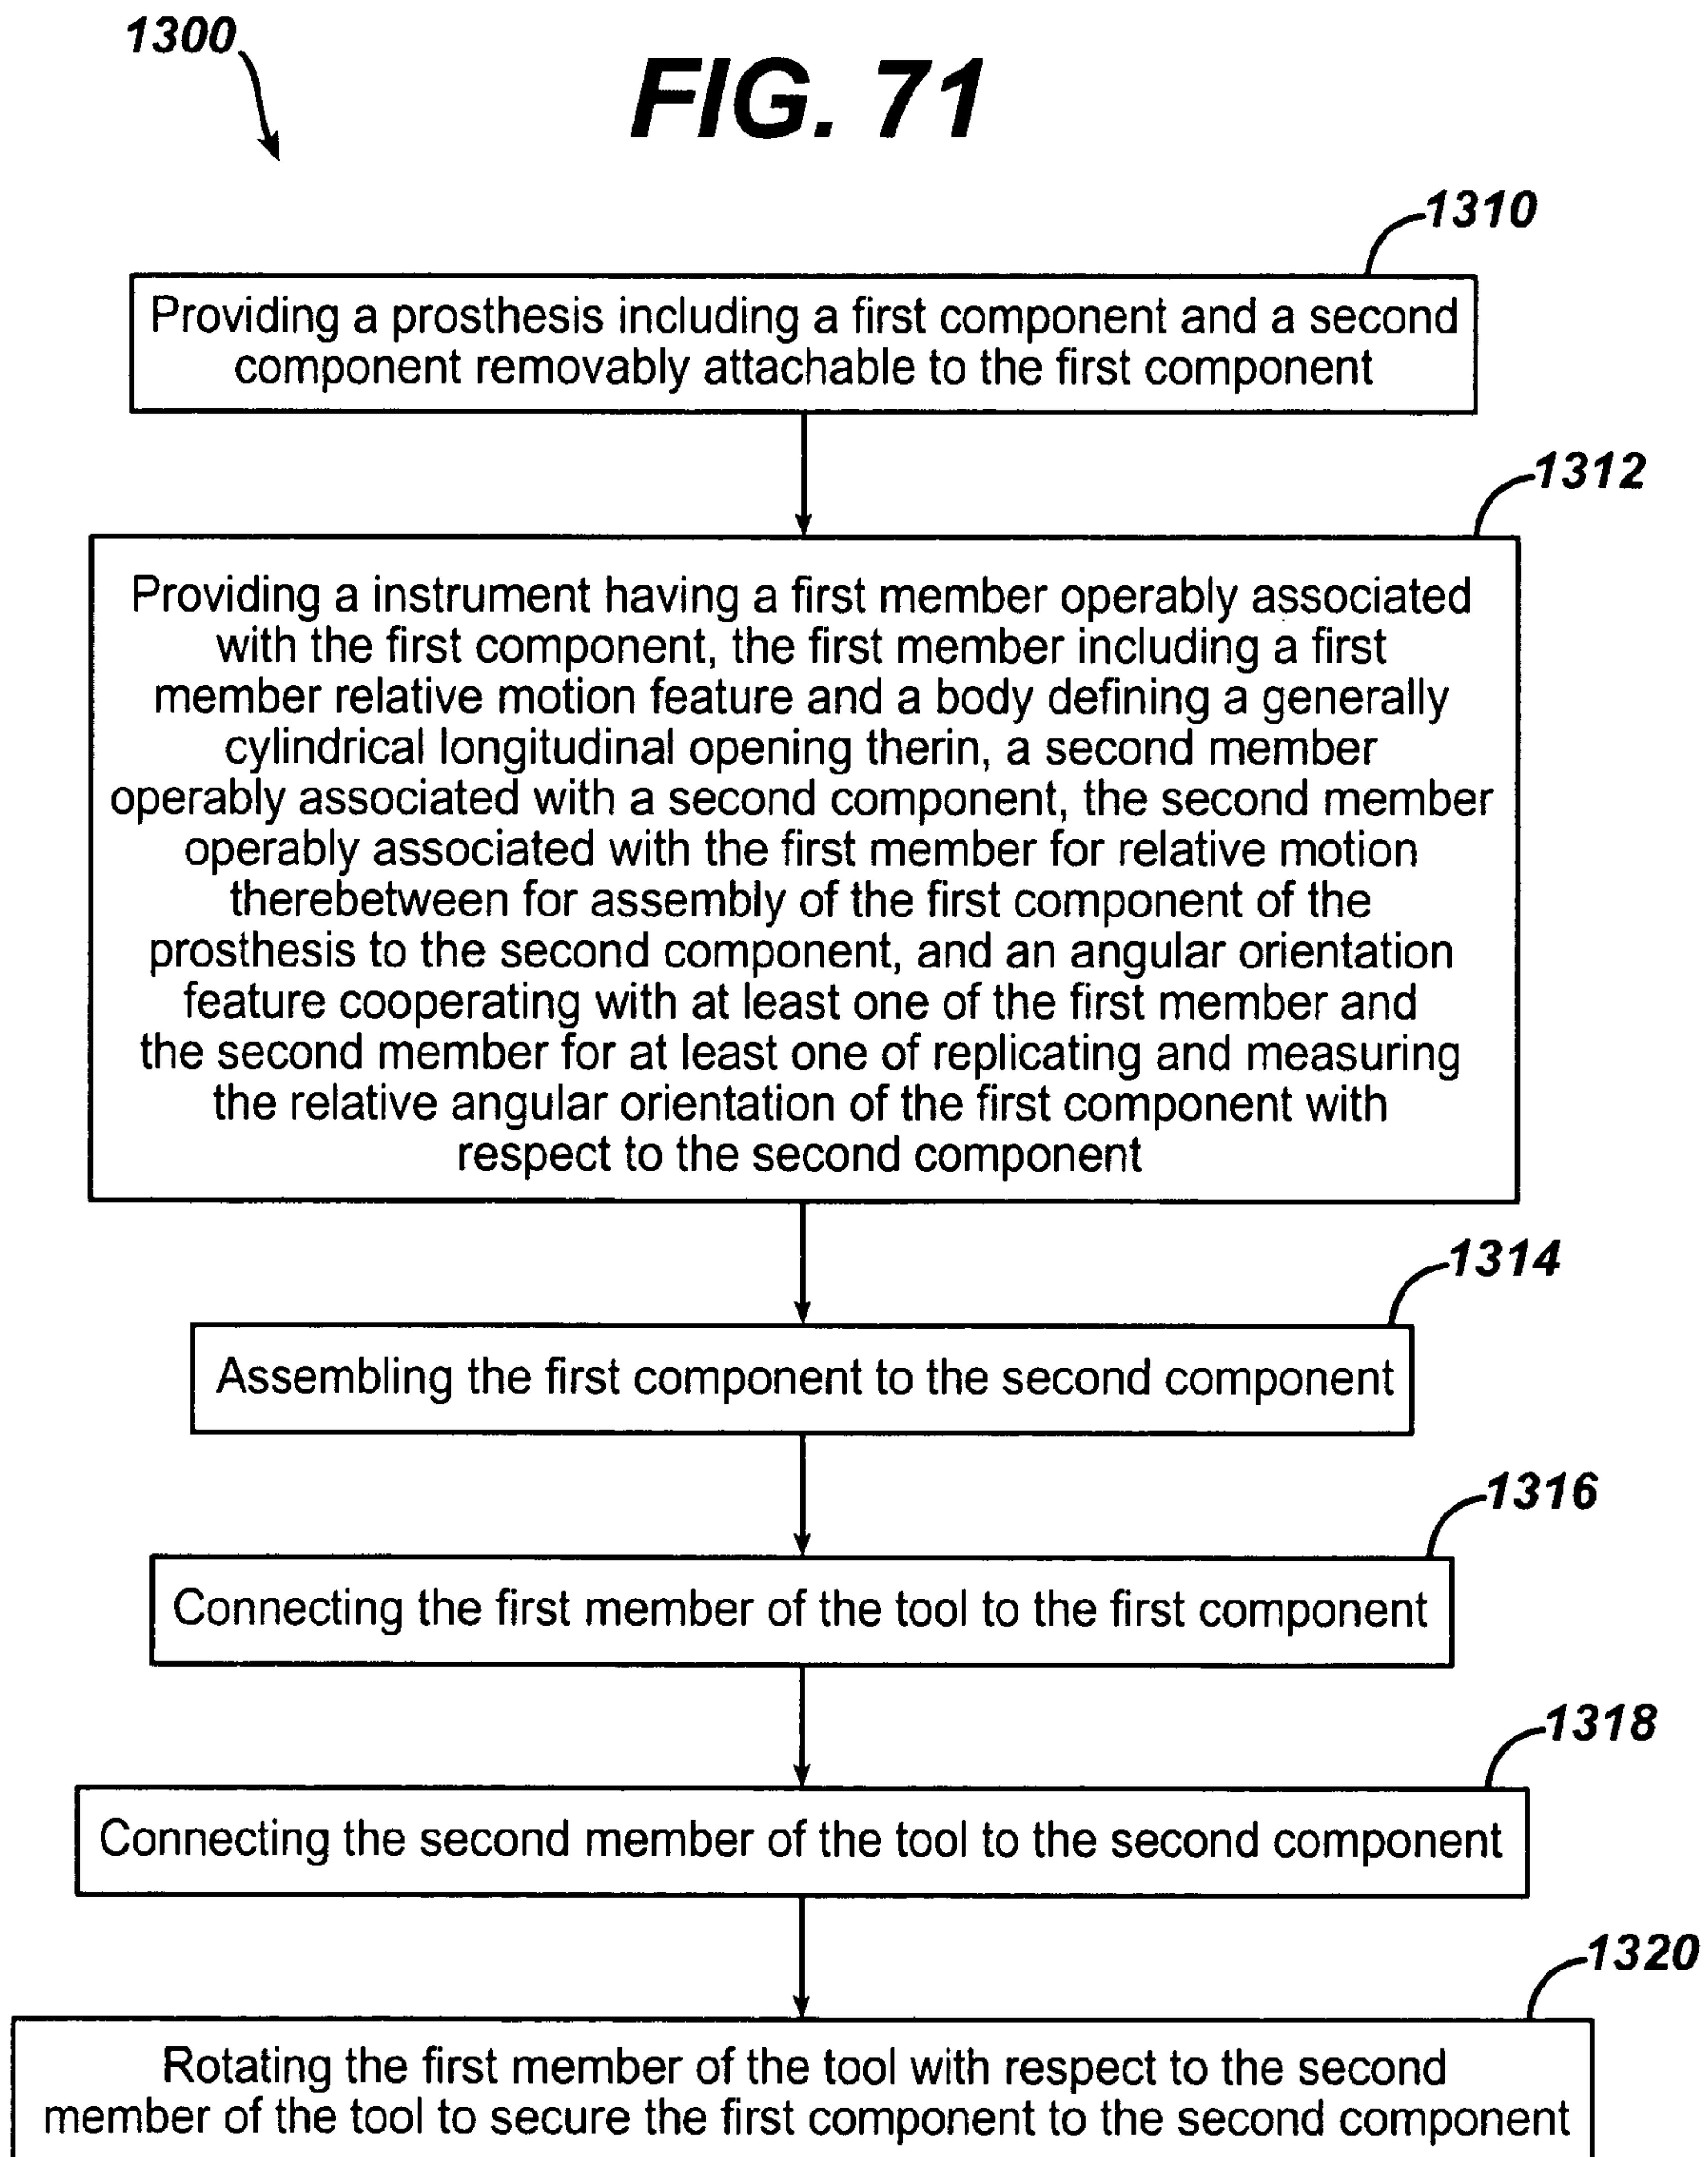 1300
FIG. 71
1310
Providing a prosthesis including a first component and a second
component removably attachable to the first component
1312
Providing a instrument having a first member operably associated
with the first component, the first member including a first
member relative motion feature and a body defining a generally
cylindrical longitudinal opening therin, a second member
operably associated with a second component, the second member
operably associated with the first member for relative motion
therebetween for assembly of the first component of the
prosthesis to the second component, and an angular orientation
feature cooperating with at least one of the first member and
the second member for at least one of replicating and measuring
the relative angular orientation of the first component with
respect to the second component
1314
Assembling the first component to the second component
1316
Connecting the first member of the tool to the first component
1318
Connecting the second member of the tool to the second component
1320
Rotating the first member of the tool with respect to the second
member of the tool to secure the first component to the second component